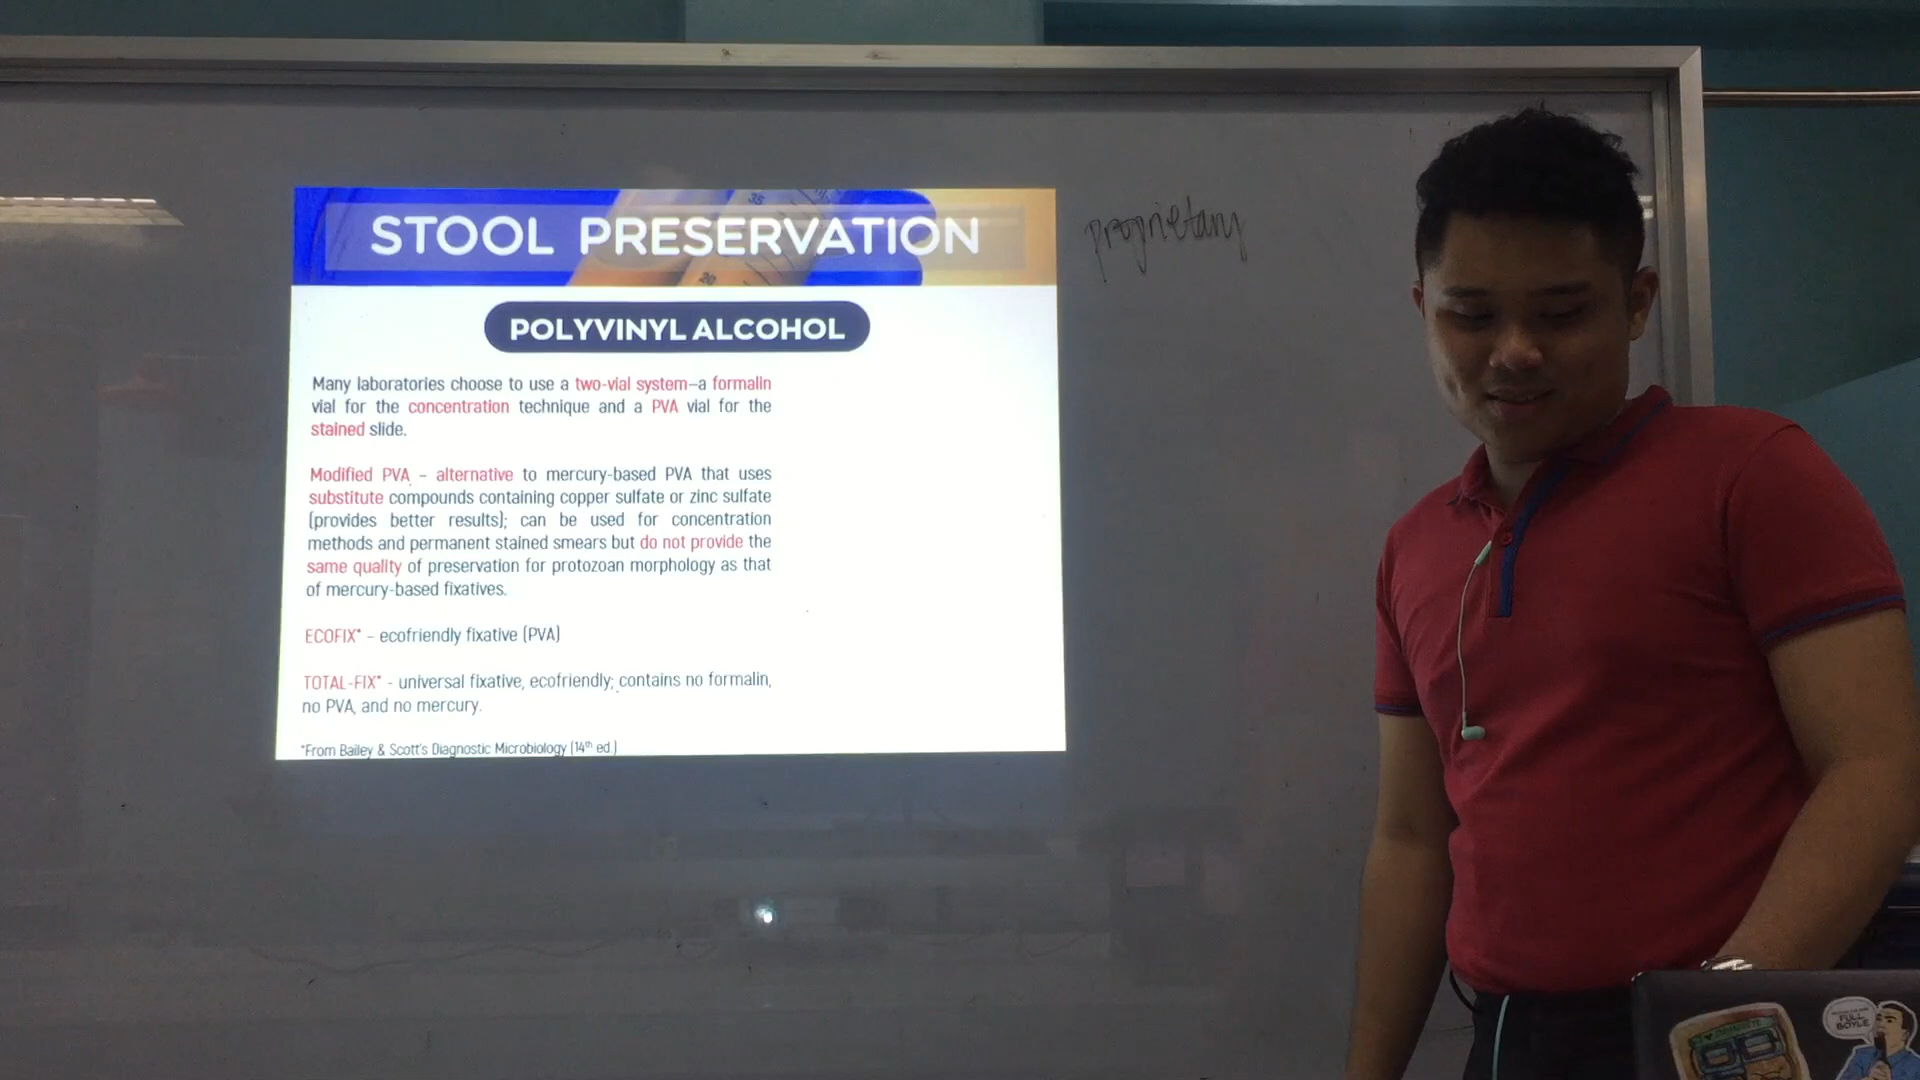 STOOL PRESERVATION
proprietary
POLYVINYL ALCOHOL
Many laboratories choose to use a two-vial system–a formalin
vial for the concentration technique and a PVA vial for the
stained slide.
Modified PVA – alternative to mercury-based PVA that uses
substitute compounds containing copper sulfate or zinc sulfate
(provides better results); can be used for concentration
methods and permanent stained smears but do not provide the
same quality of preservation for protozoan morphology as that
of mercury-based fixatives.
ECOFIX* – ecofriendly fixative (PVA)
TOTAL-FIX* - universal fixative, ecofriendly; contains no formalin,
no PVA, and no mercury.
*From Bailey & Scott's Diagnostic Microbiology (14th ed.)
35
20
FULL
BOYLE